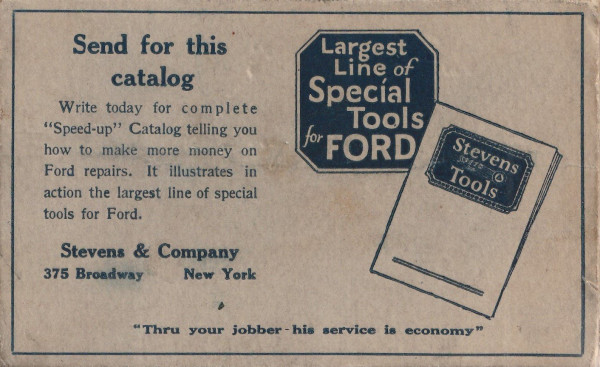 Send for this
catalog
Write today for complete
"Speed-up" Catalog telling you
how to make more money on
Ford repairs. It illustrates in
action the largest line of special
tools for Ford.
Stevens & Company
375 Broadway New York
Largest
Line of
Special
Tools
for FORD
Stevens
SPEED UP
Tools
"Thru your jobber - his service is economy"